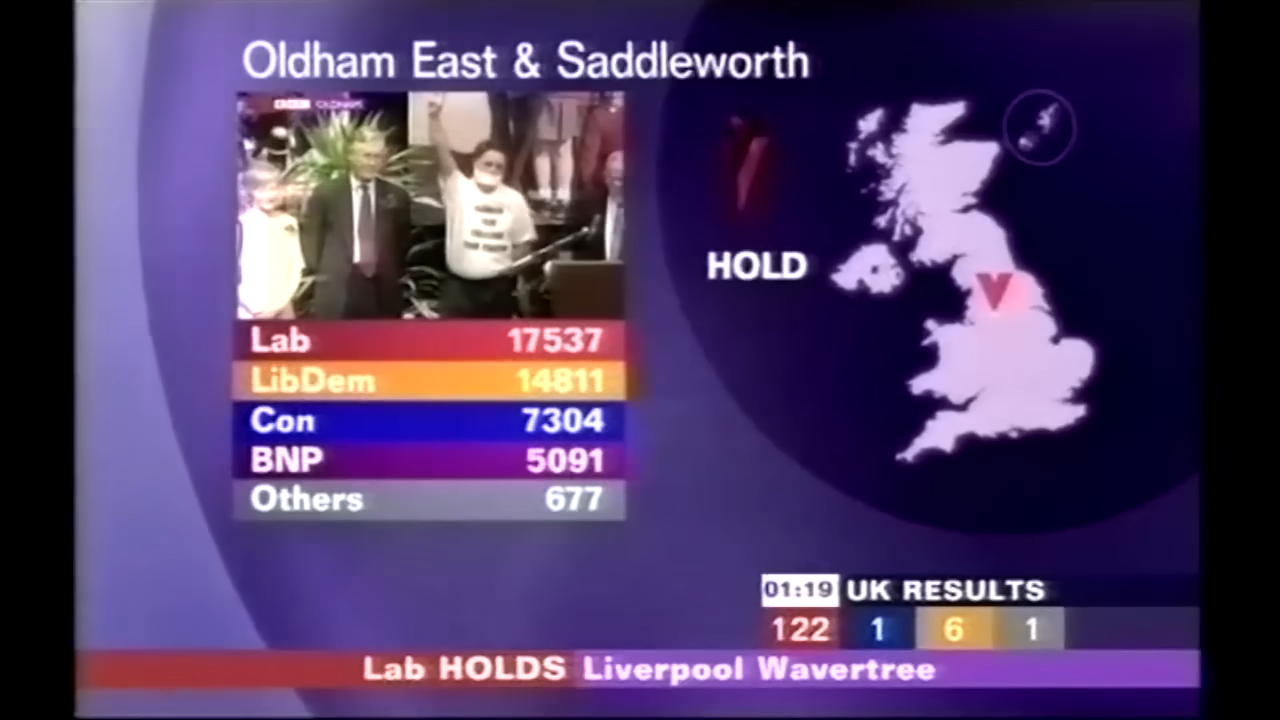 Oldham East & Saddleworth
OLDHAM
HOLD
Lab 17537
LibDem 14811
Con 7304
BNP 5091
Others 677
01:19 UK RESULTS
122 1 6 1
Lab HOLDS Liverpool Wavertree